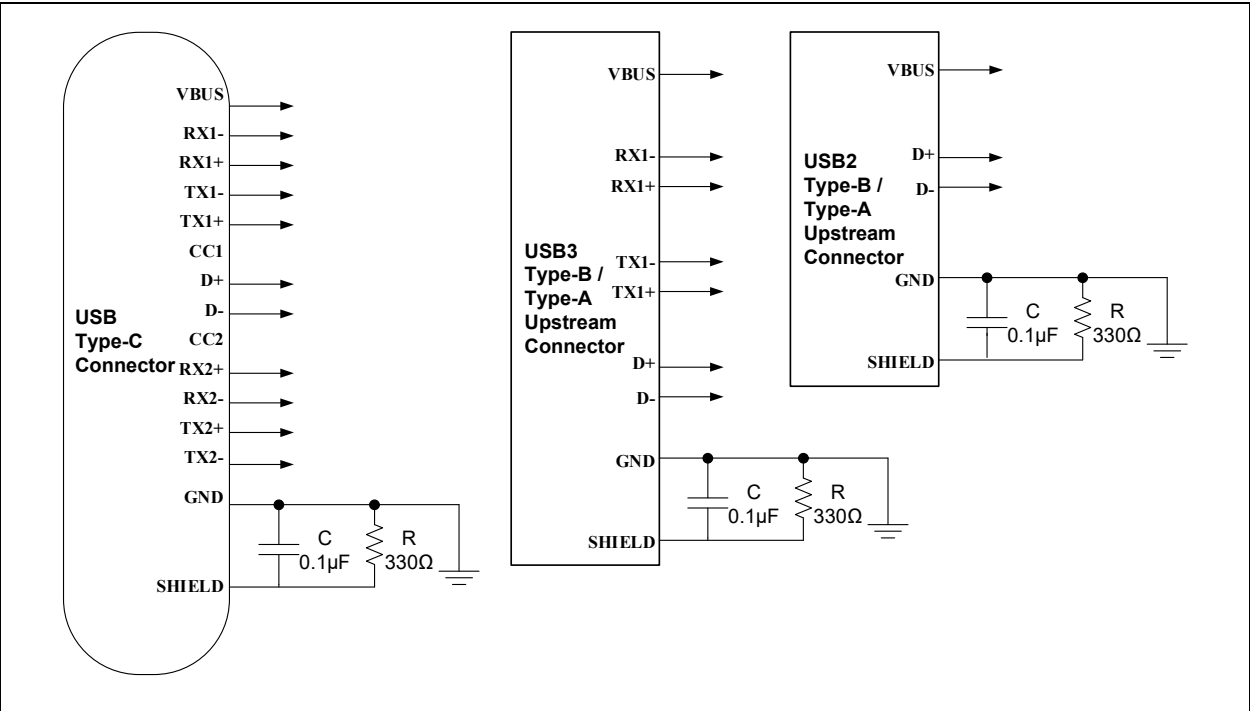 VBUS
RX1-
RX1+
TX1-
TX1+
CC1
D+
D-
CC2
RX2+
RX2-
TX2+
TX2-
GND
SHIELD
USB
Type-C
Connector
C
0.1µF
R
330Ω
VBUS
RX1-
RX1+
TX1-
TX1+
D+
D-
GND
SHIELD
USB3
Type-B /
Type-A
Upstream
Connector
C
0.1µF
R
330Ω
VBUS
D+
D-
GND
SHIELD
USB2
Type-B /
Type-A
Upstream
Connector
C
0.1µF
R
330Ω